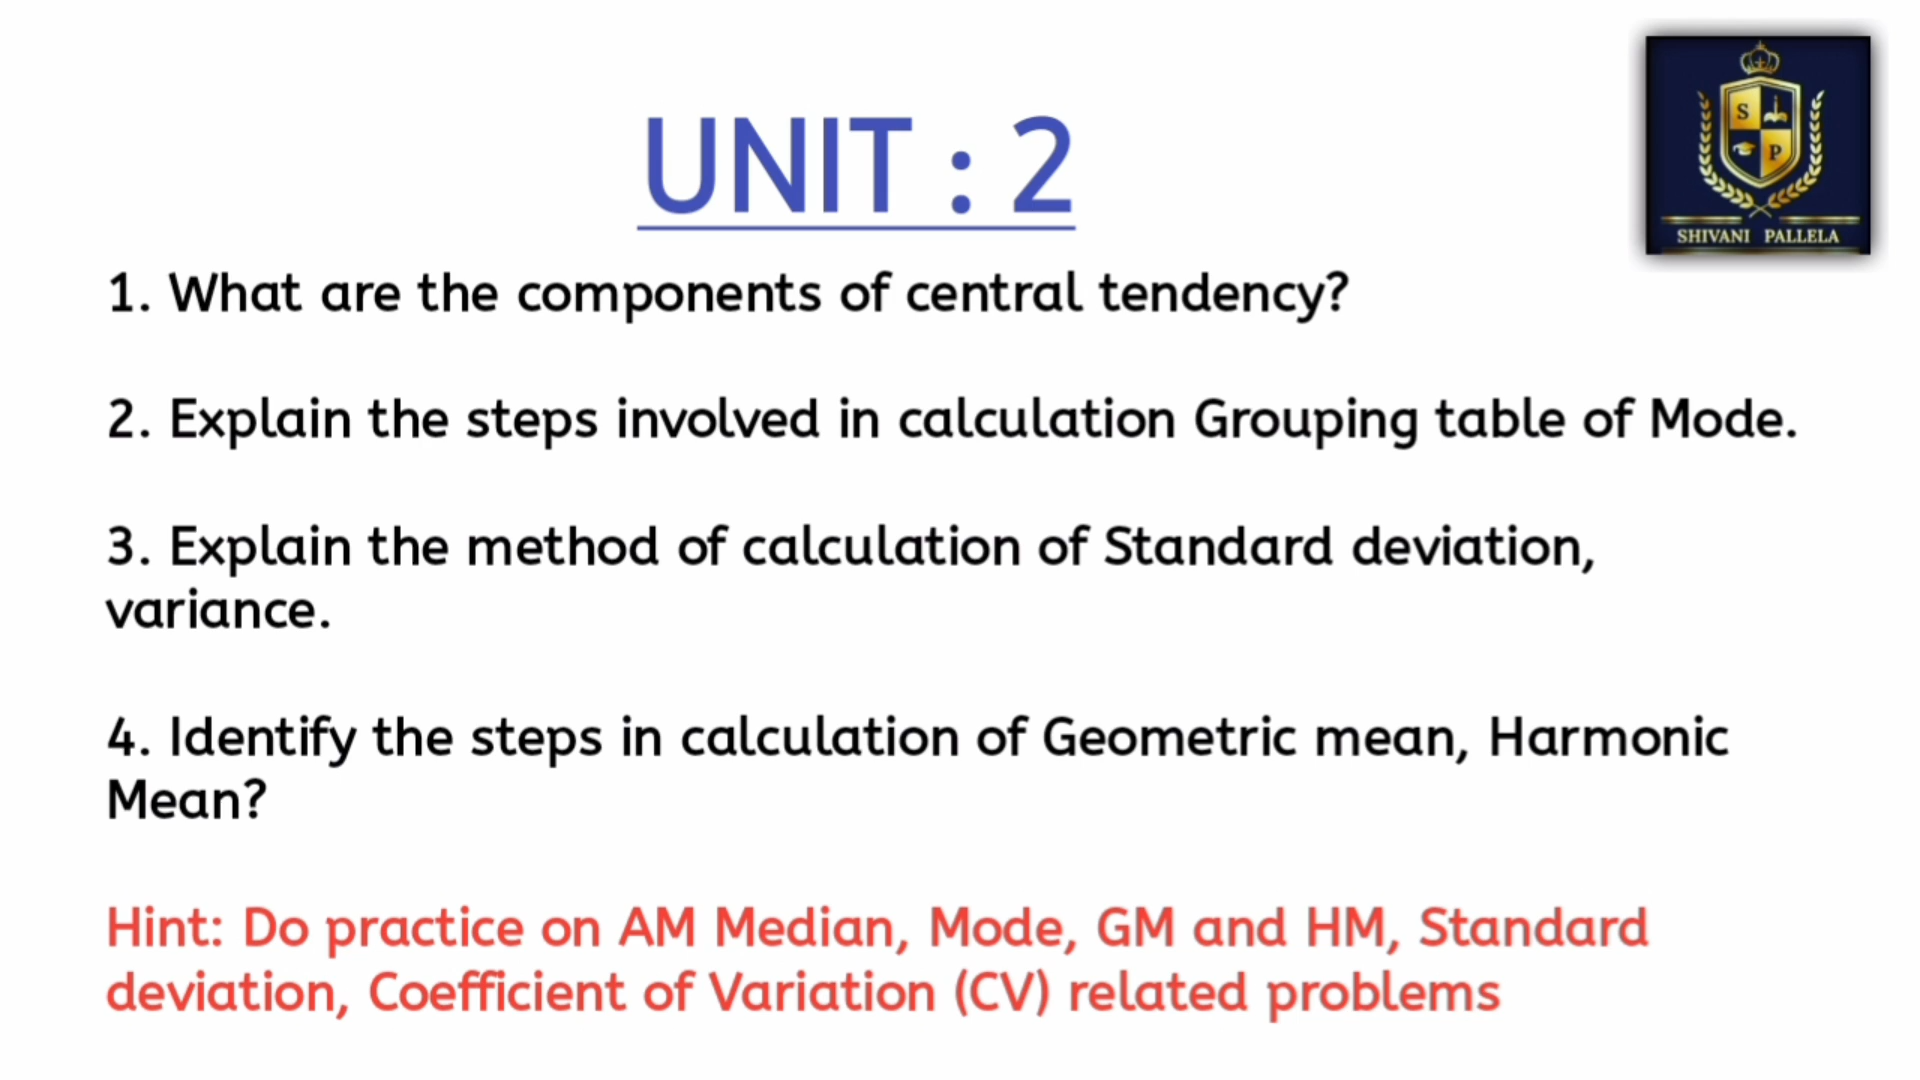 UNIT : 2
S
P
SHIVANI PALLELA
1. What are the components of central tendency?
2. Explain the steps involved in calculation Grouping table of Mode.
3. Explain the method of calculation of Standard deviation,
variance.
4. Identify the steps in calculation of Geometric mean, Harmonic
Mean?
Hint: Do practice on AM Median, Mode, GM and HM, Standard
deviation, Coefficient of Variation (CV) related problems